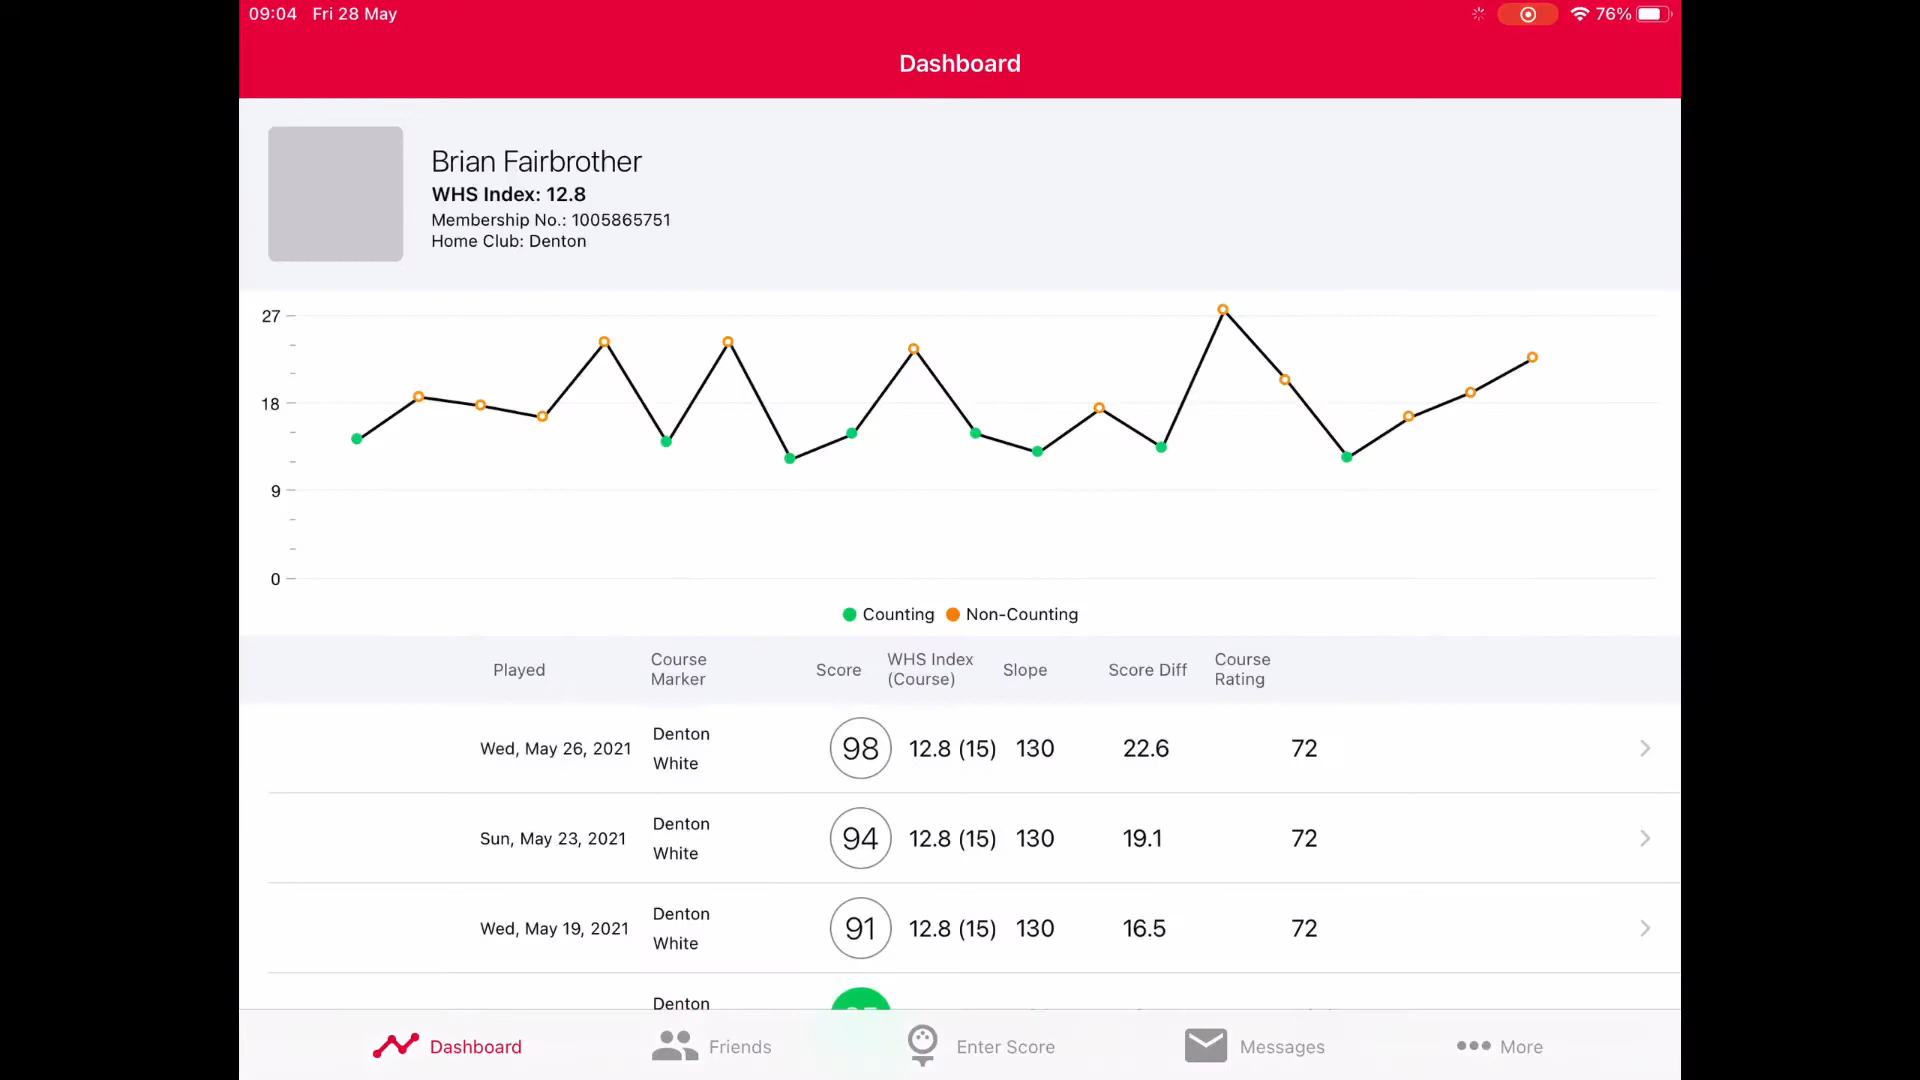 09:04 Fri 28 May
76%
Dashboard
Brian Fairbrother
WHS Index: 12.8
Membership No.: 1005865751
Home Club: Denton
27
18
9
0
Counting Non-Counting
Played Course Marker Score WHS Index (Course) Slope Score Diff Course Rating
Wed, May 26, 2021 Denton White 98 12.8 (15) 130 22.6 72
Sun, May 23, 2021 Denton White 94 12.8 (15) 130 19.1 72
Wed, May 19, 2021 Denton White 91 12.8 (15) 130 16.5 72
Denton
Dashboard Friends Enter Score Messages More